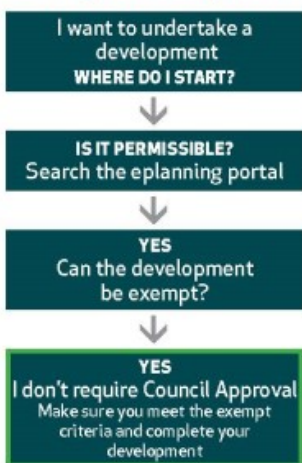 I want to undertake a
development
WHERE DO I START?
IS IT PERMISSIBLE?
Search the eplanning portal
YES
Can the development
be exempt?
YES
I don't require Council Approval
Make sure you meet the exempt
criteria and complete your
development